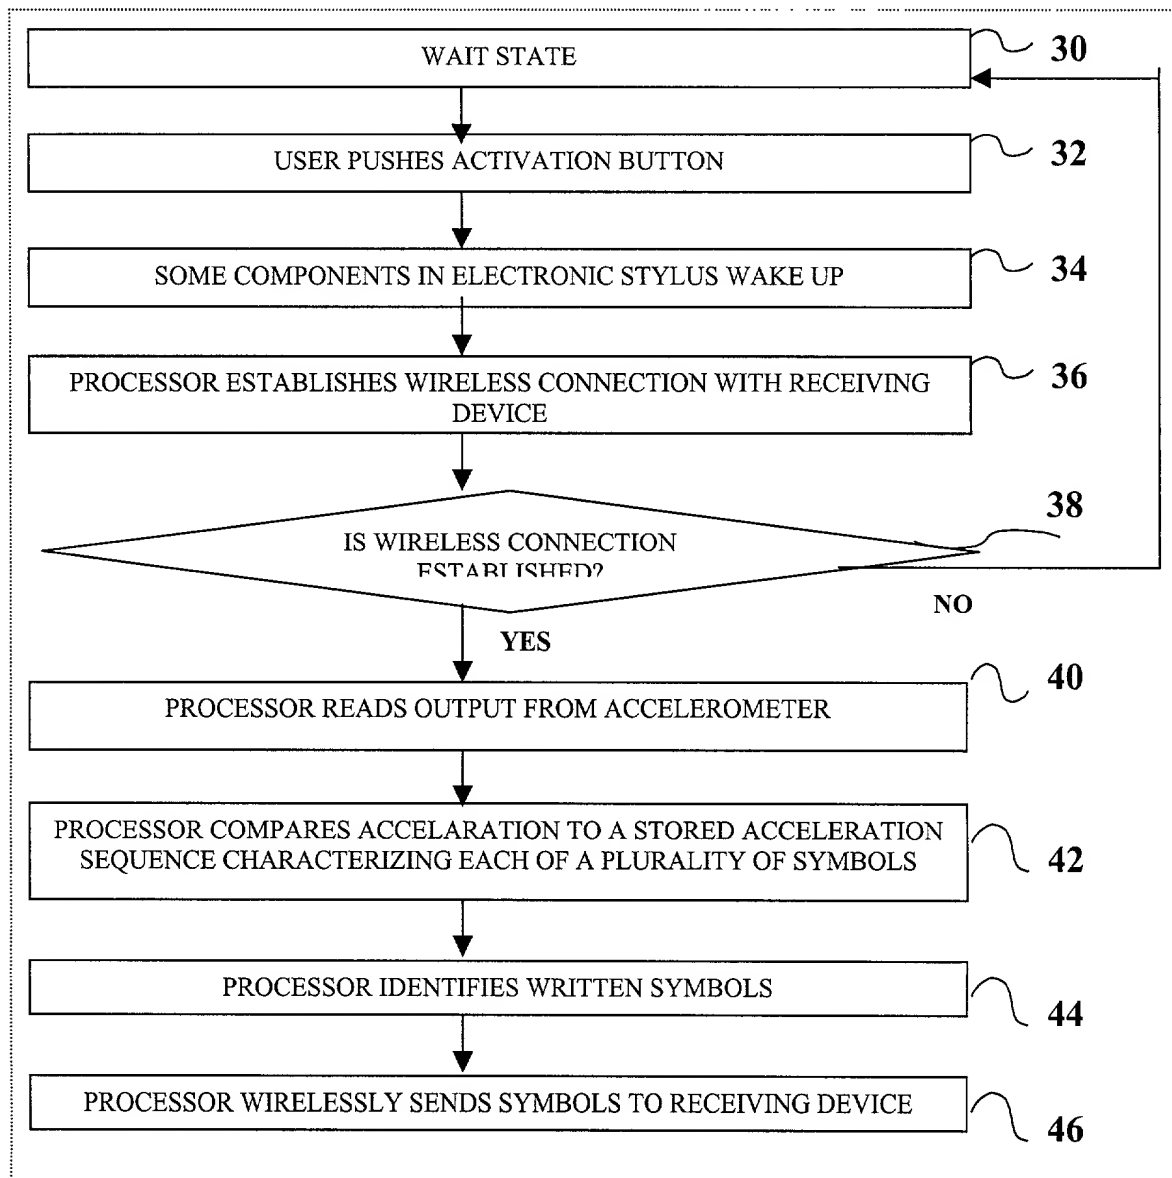 WAIT STATE
30
USER PUSHES ACTIVATION BUTTON
32
SOME COMPONENTS IN ELECTRONIC STYLUS WAKE UP
34
PROCESSOR ESTABLISHES WIRELESS CONNECTION WITH RECEIVING
DEVICE
36
IS WIRELESS CONNECTION
ESTABLISHED?
38
NO
YES
40
PROCESSOR READS OUTPUT FROM ACCELEROMETER
PROCESSOR COMPARES ACCELARATION TO A STORED ACCELERATION
SEQUENCE CHARACTERIZING EACH OF A PLURALITY OF SYMBOLS
42
PROCESSOR IDENTIFIES WRITTEN SYMBOLS
44
PROCESSOR WIRELESSLY SENDS SYMBOLS TO RECEIVING DEVICE
46